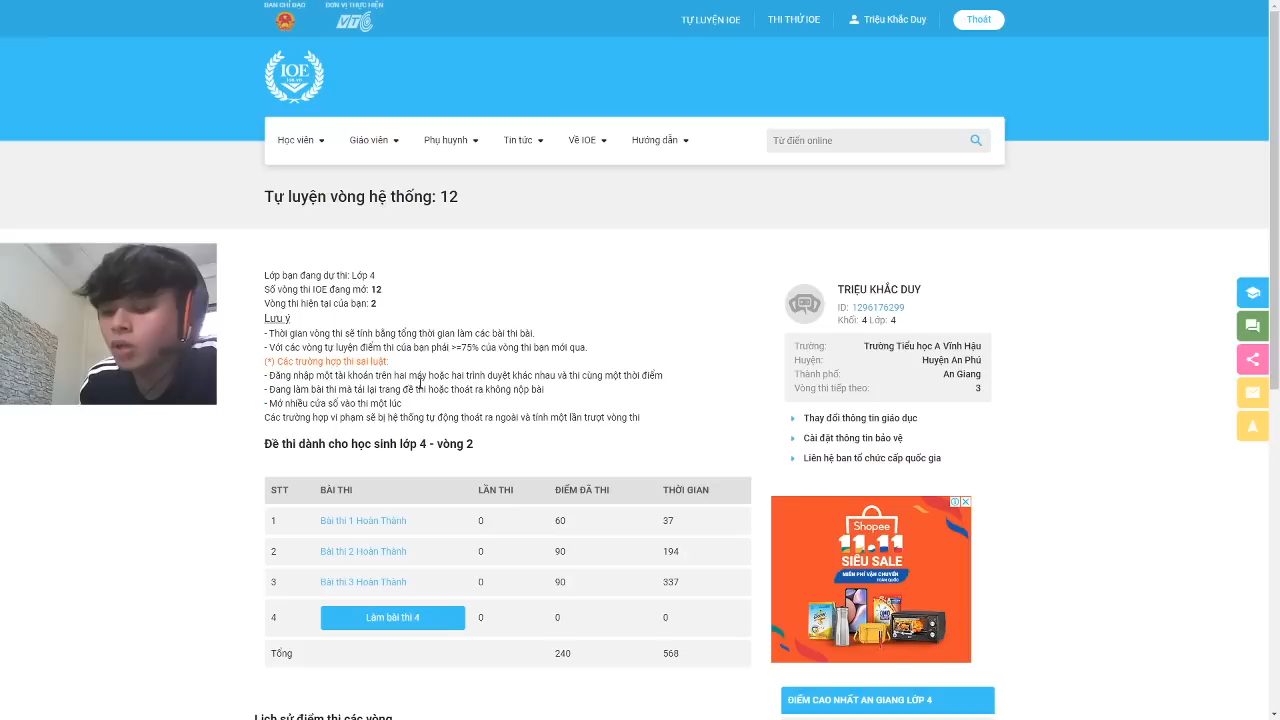 BAN CHỈ ĐẠO
ĐƠN VỊ THỰC HIỆN
VTC
TỰ LUYỆN IOE
THI THỬ IOE
Triệu Khắc Duy
Thoát
IOE
Học viên
Giáo viên
Phụ huynh
Tin tức
Về IOE
Hướng dẫn
Từ điển online
Tự luyện vòng hệ thống: 12
Lớp bạn đang dự thi: Lớp 4
Số vòng thi IOE đang mở: 12
Vòng thi hiện tại của bạn: 2
Lưu ý
- Thời gian vòng thi sẽ tính bằng tổng thời gian làm các bài thi bài.
- Với các vòng tự luyện điểm thi của bạn phải >=75% của vòng thi bạn mới qua.
(*) Các trường hợp thi sai luật:
- Đăng nhập một tài khoản trên hai máy hoặc hai trình duyệt khác nhau và thi cùng một thời điểm
- Đang làm bài thi mà tải lại trang đề thi hoặc thoát ra không nộp bài
- Mở nhiều cửa sổ vào thi một lúc
Các trường hợp vi phạm sẽ bị hệ thống tự động thoát ra ngoài và tính một lần trượt vòng thi
Đề thi dành cho học sinh lớp 4 - vòng 2
STT BÀI THI LẦN THI ĐIỂM ĐÃ THI THỜI GIAN
1 Bài thi 1 Hoàn Thành 0 60 37
2 Bài thi 2 Hoàn Thành 0 90 194
3 Bài thi 3 Hoàn Thành 0 90 337
4 Làm bài thi 4 0 0 0
Tổng 240 568
Lịch sử điểm thi các vòng
TRIỆU KHẮC DUY
ID: 1296176299
Khối: 4 Lớp: 4
Trường: Trường Tiểu học A Vĩnh Hậu
Huyện: Huyện An Phú
Thành phố: An Giang
Vòng thi tiếp theo: 3
Thay đổi thông tin giáo dục
Cài đặt thông tin bảo vệ
Liên hệ ban tổ chức cấp quốc gia
Shopee
11.11
SIÊU SALE
MIỄN PHÍ VẬN CHUYỂN
TOÀN QUỐC
ĐIỂM CAO NHẤT AN GIANG LỚP 4